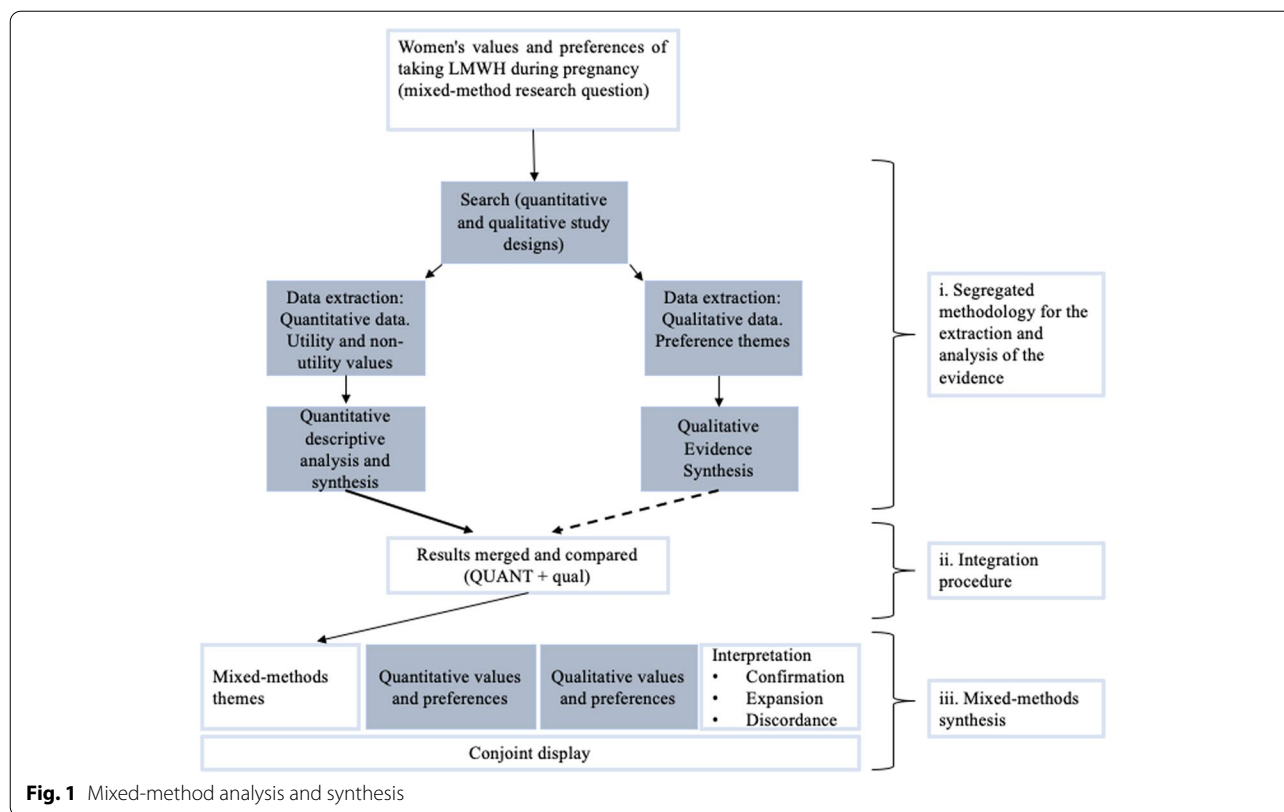 Women's values and preferences of
taking LMWH during pregnancy
(mixed-method research question)
Search (quantitative
and qualitative study
designs)
Data extraction:
Quantitative data.
Utility and non-
utility values
Data extraction:
Qualitative data.
Preference themes
i. Segregated
methodology for the
extraction and
analysis of the
evidence
Quantitative
descriptive
analysis and
synthesis
Qualitative
Evidence
Synthesis
Results merged and compared
(QUANT + qual)
ii. Integration
procedure
Mixed-methods
themes
Quantitative values
and preferences
Qualitative values
and preferences
Interpretation
• Confirmation
• Expansion
• Discordance
iii. Mixed-methods
synthesis
Conjoint display
Fig. 1 Mixed-method analysis and synthesis